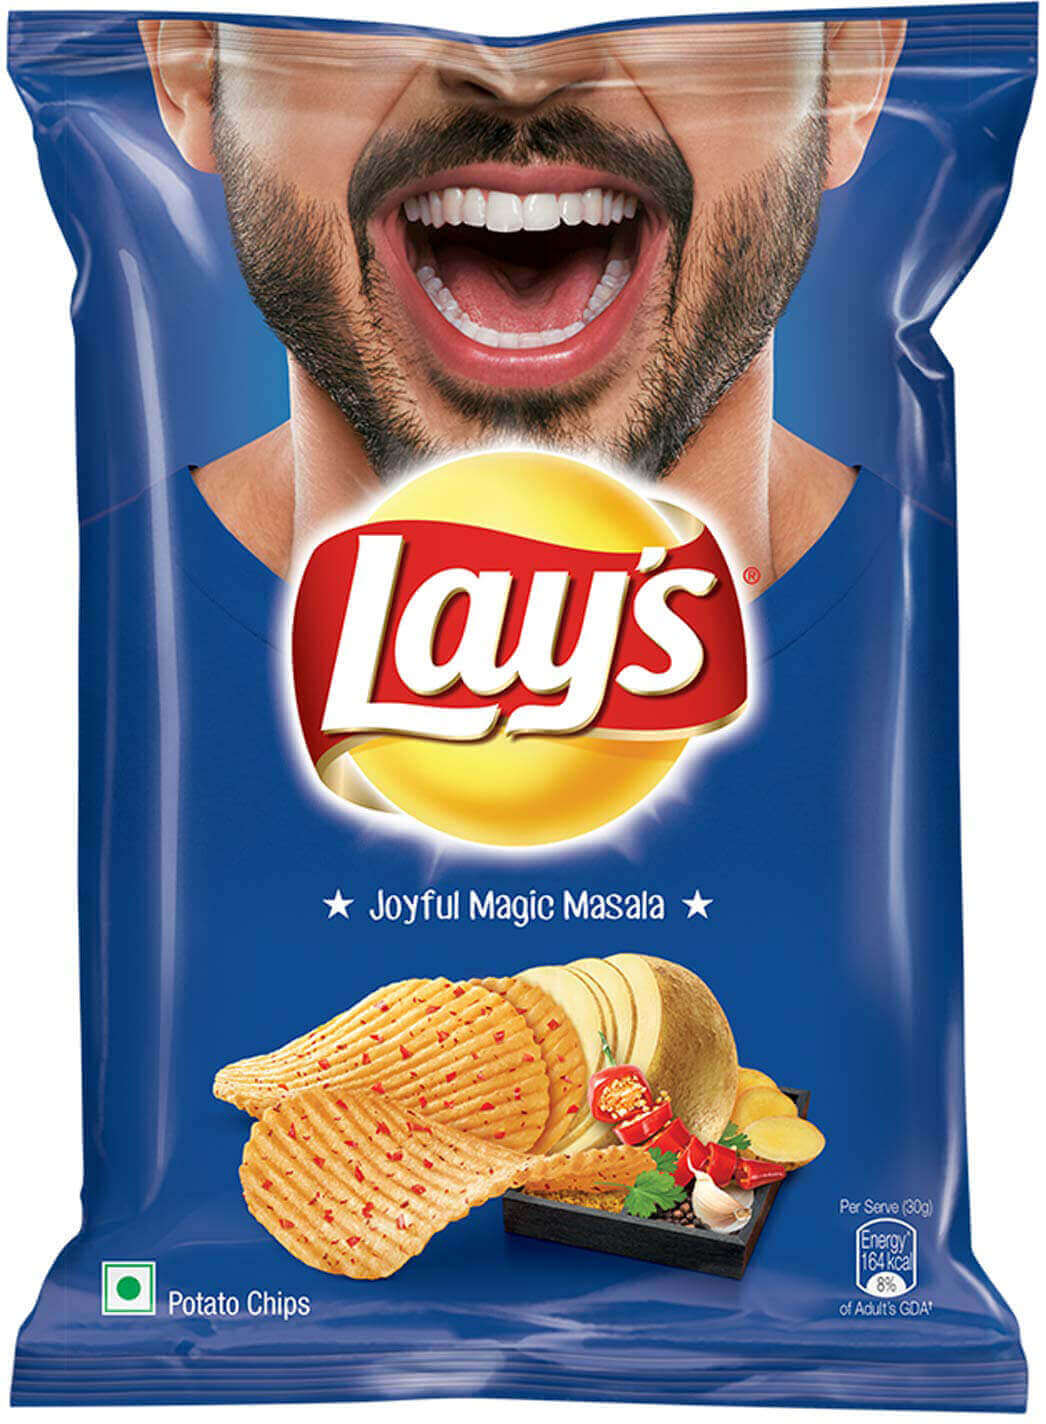 Lay's
®
★ Joyful Magic Masala ★
Per Serve (30g)
Energy*
164 kcal
8%
of Adult's GDA†
Potato Chips